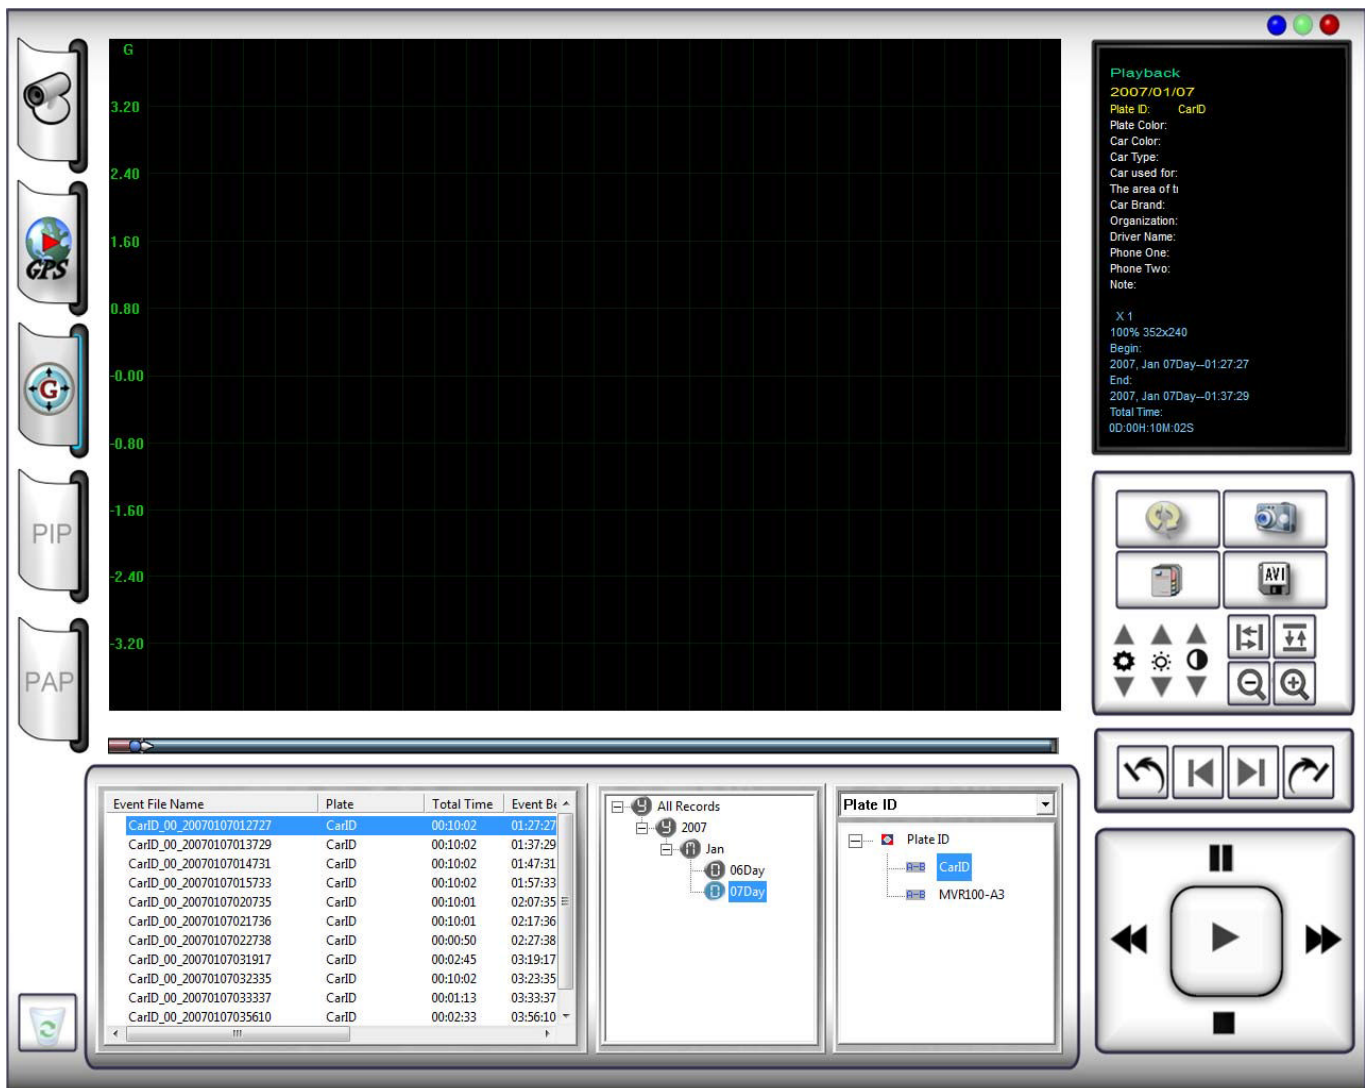 G
3.20
2.40
1.60
0.80
-0.00
-0.80
-1.60
-2.40
-3.20
GPS
G
PIP
PAP
Playback
2007/01/07
Plate ID: CarID
Plate Color:
Car Color:
Car Type:
Car used for:
The area of
Car Brand:
Organization:
Driver Name:
Phone One:
Phone Two:
Note:
X 1
100% 352x240
Begin:
2007, Jan 07Day--01:27:27
End:
2007, Jan 07Day--01:37:29
Total Time:
0D:00H:10M:02S
AVI
Event File Name Plate Total Time Event Be
CarID_00_20070107012727 CarID 00:10:02 01:27:27
CarID_00_20070107013729 CarID 00:10:02 01:37:29
CarID_00_20070107014731 CarID 00:10:02 01:47:31
CarID_00_20070107015733 CarID 00:10:02 01:57:33
CarID_00_20070107020735 CarID 00:10:01 02:07:35
CarID_00_20070107021736 CarID 00:10:01 02:17:36
CarID_00_20070107022738 CarID 00:00:50 02:27:38
CarID_00_20070107031917 CarID 00:02:45 03:19:17
CarID_00_20070107032335 CarID 00:10:02 03:23:35
CarID_00_20070107033337 CarID 00:01:13 03:33:37
CarID_00_20070107035610 CarID 00:02:33 03:56:10
All Records
2007
Jan
06Day
07Day
Plate ID
Plate ID
A-B CarID
A-B MVR100-A3